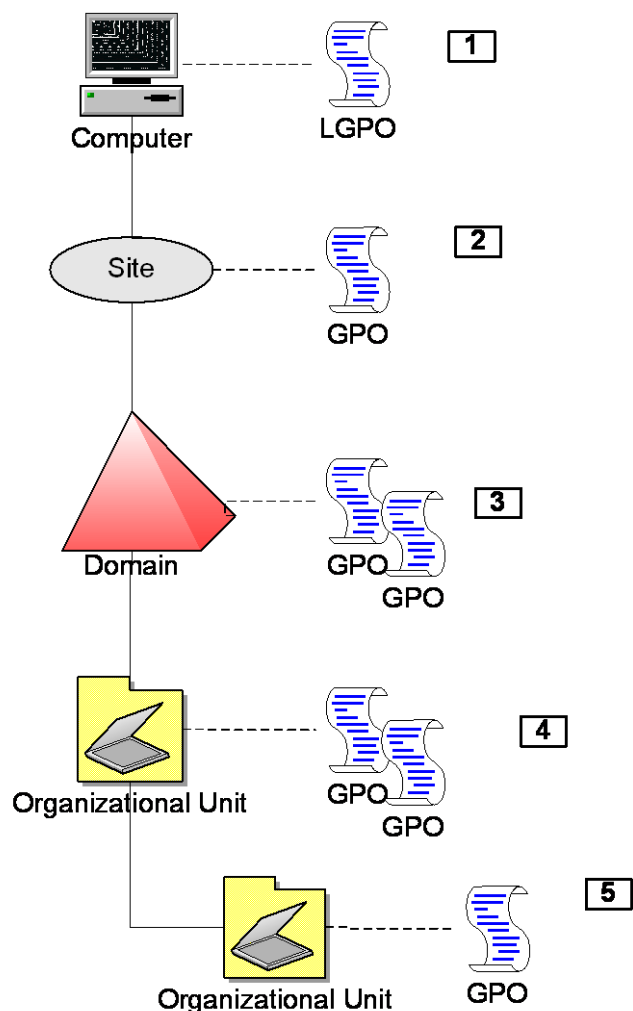 1
Computer
LGPO
2
Site
GPO
3
Domain
GPO
GPO
4
Organizational Unit
GPO
GPO
5
Organizational Unit
GPO